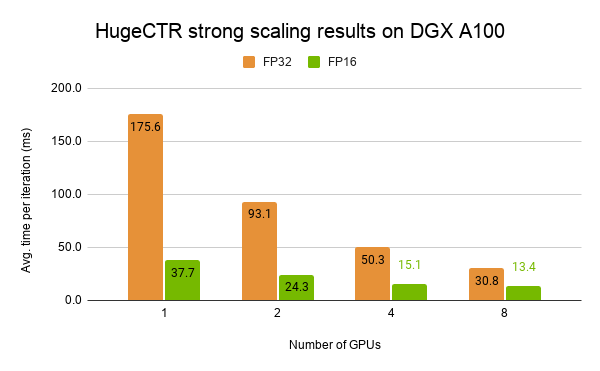 HugeCTR strong scaling results on DGX A100
FP32 FP16
Avg. time per iteration (ms)
200.0
150.0
100.0
50.0
0.0
175.6
37.7
93.1
24.3
50.3
15.1
30.8
13.4
1 2 4 8
Number of GPUs